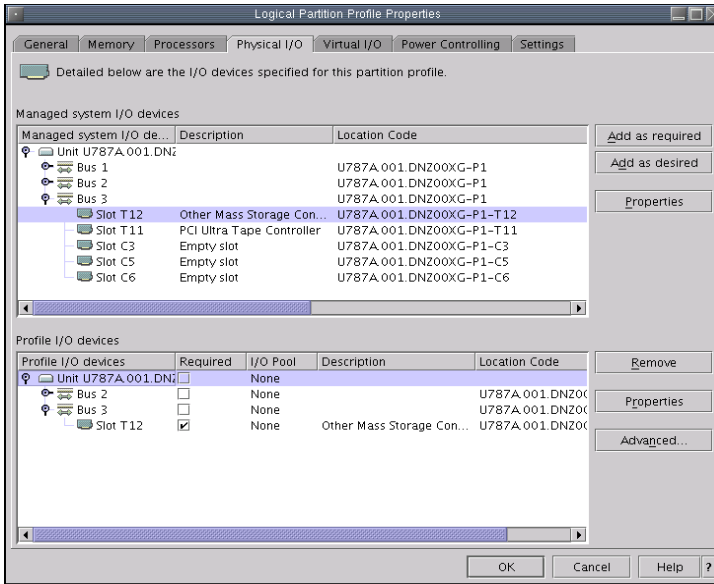 Logical Partition Profile Properties
General Memory Processors Physical I/O Virtual I/O Power Controlling Settings
Detailed below are the I/O devices specified for this partition profile.
Managed system I/O devices
Managed system I/O de... Description Location Code
Add as required
Unit U787A.001.DNZ
Bus 1 U787A.001.DNZ00XG-P1
Add as desired
Bus 2 U787A.001.DNZ00XG-P1
Bus 3 U787A.001.DNZ00XG-P1
Properties
Slot T12 Other Mass Storage Con... U787A.001.DNZ00XG-P1-T12
Slot T11 PCI Ultra Tape Controller U787A.001.DNZ00XG-P1-T11
Slot C3 Empty slot U787A.001.DNZ00XG-P1-C3
Slot C5 Empty slot U787A.001.DNZ00XG-P1-C5
Slot C6 Empty slot U787A.001.DNZ00XG-P1-C6
Profile I/O devices
Profile I/O devices Required I/O Pool Description Location Code
Remove
Unit U787A.001.DNZ None
Bus 2 None U787A.001.DNZ00
Properties
Bus 3 None U787A.001.DNZ00
Slot T12 None Other Mass Storage Con... U787A.001.DNZ00
Advanced...
OK Cancel Help ?